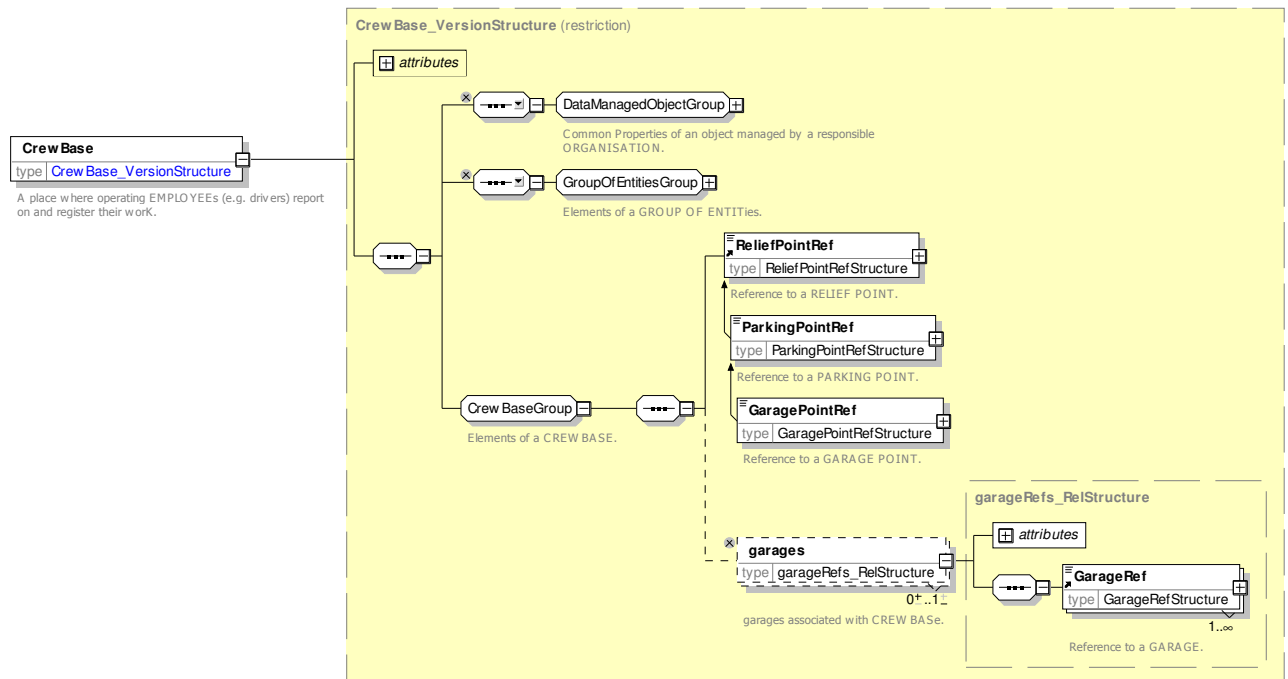 CrewBase_VersionStructure (restriction)
attributes
DataManagedObjectGroup
Common Properties of an object managed by a responsible
ORGANISATION.
CrewBase
type CrewBase_VersionStructure
A place where operating EMPLOYEEs (e.g. drivers) report
on and register their worK.
GroupOfEntitiesGroup
Elements of a GROUP OF ENTITies.
ReliefPointRef
type ReliefPointRefStructure
Reference to a RELIEF POINT.
ParkingPointRef
type ParkingPointRefStructure
Reference to a PARKING POINT.
CrewBaseGroup
Elements of a CREW BASE.
GaragePointRef
type GaragePointRefStructure
Reference to a GARAGE POINT.
garages
type garageRefs_RelStructure
0..1
garages associated with CREW BASe.
garageRefs_RelStructure
attributes
GarageRef
type GarageRefStructure
1..∞
Reference to a GARAGE.